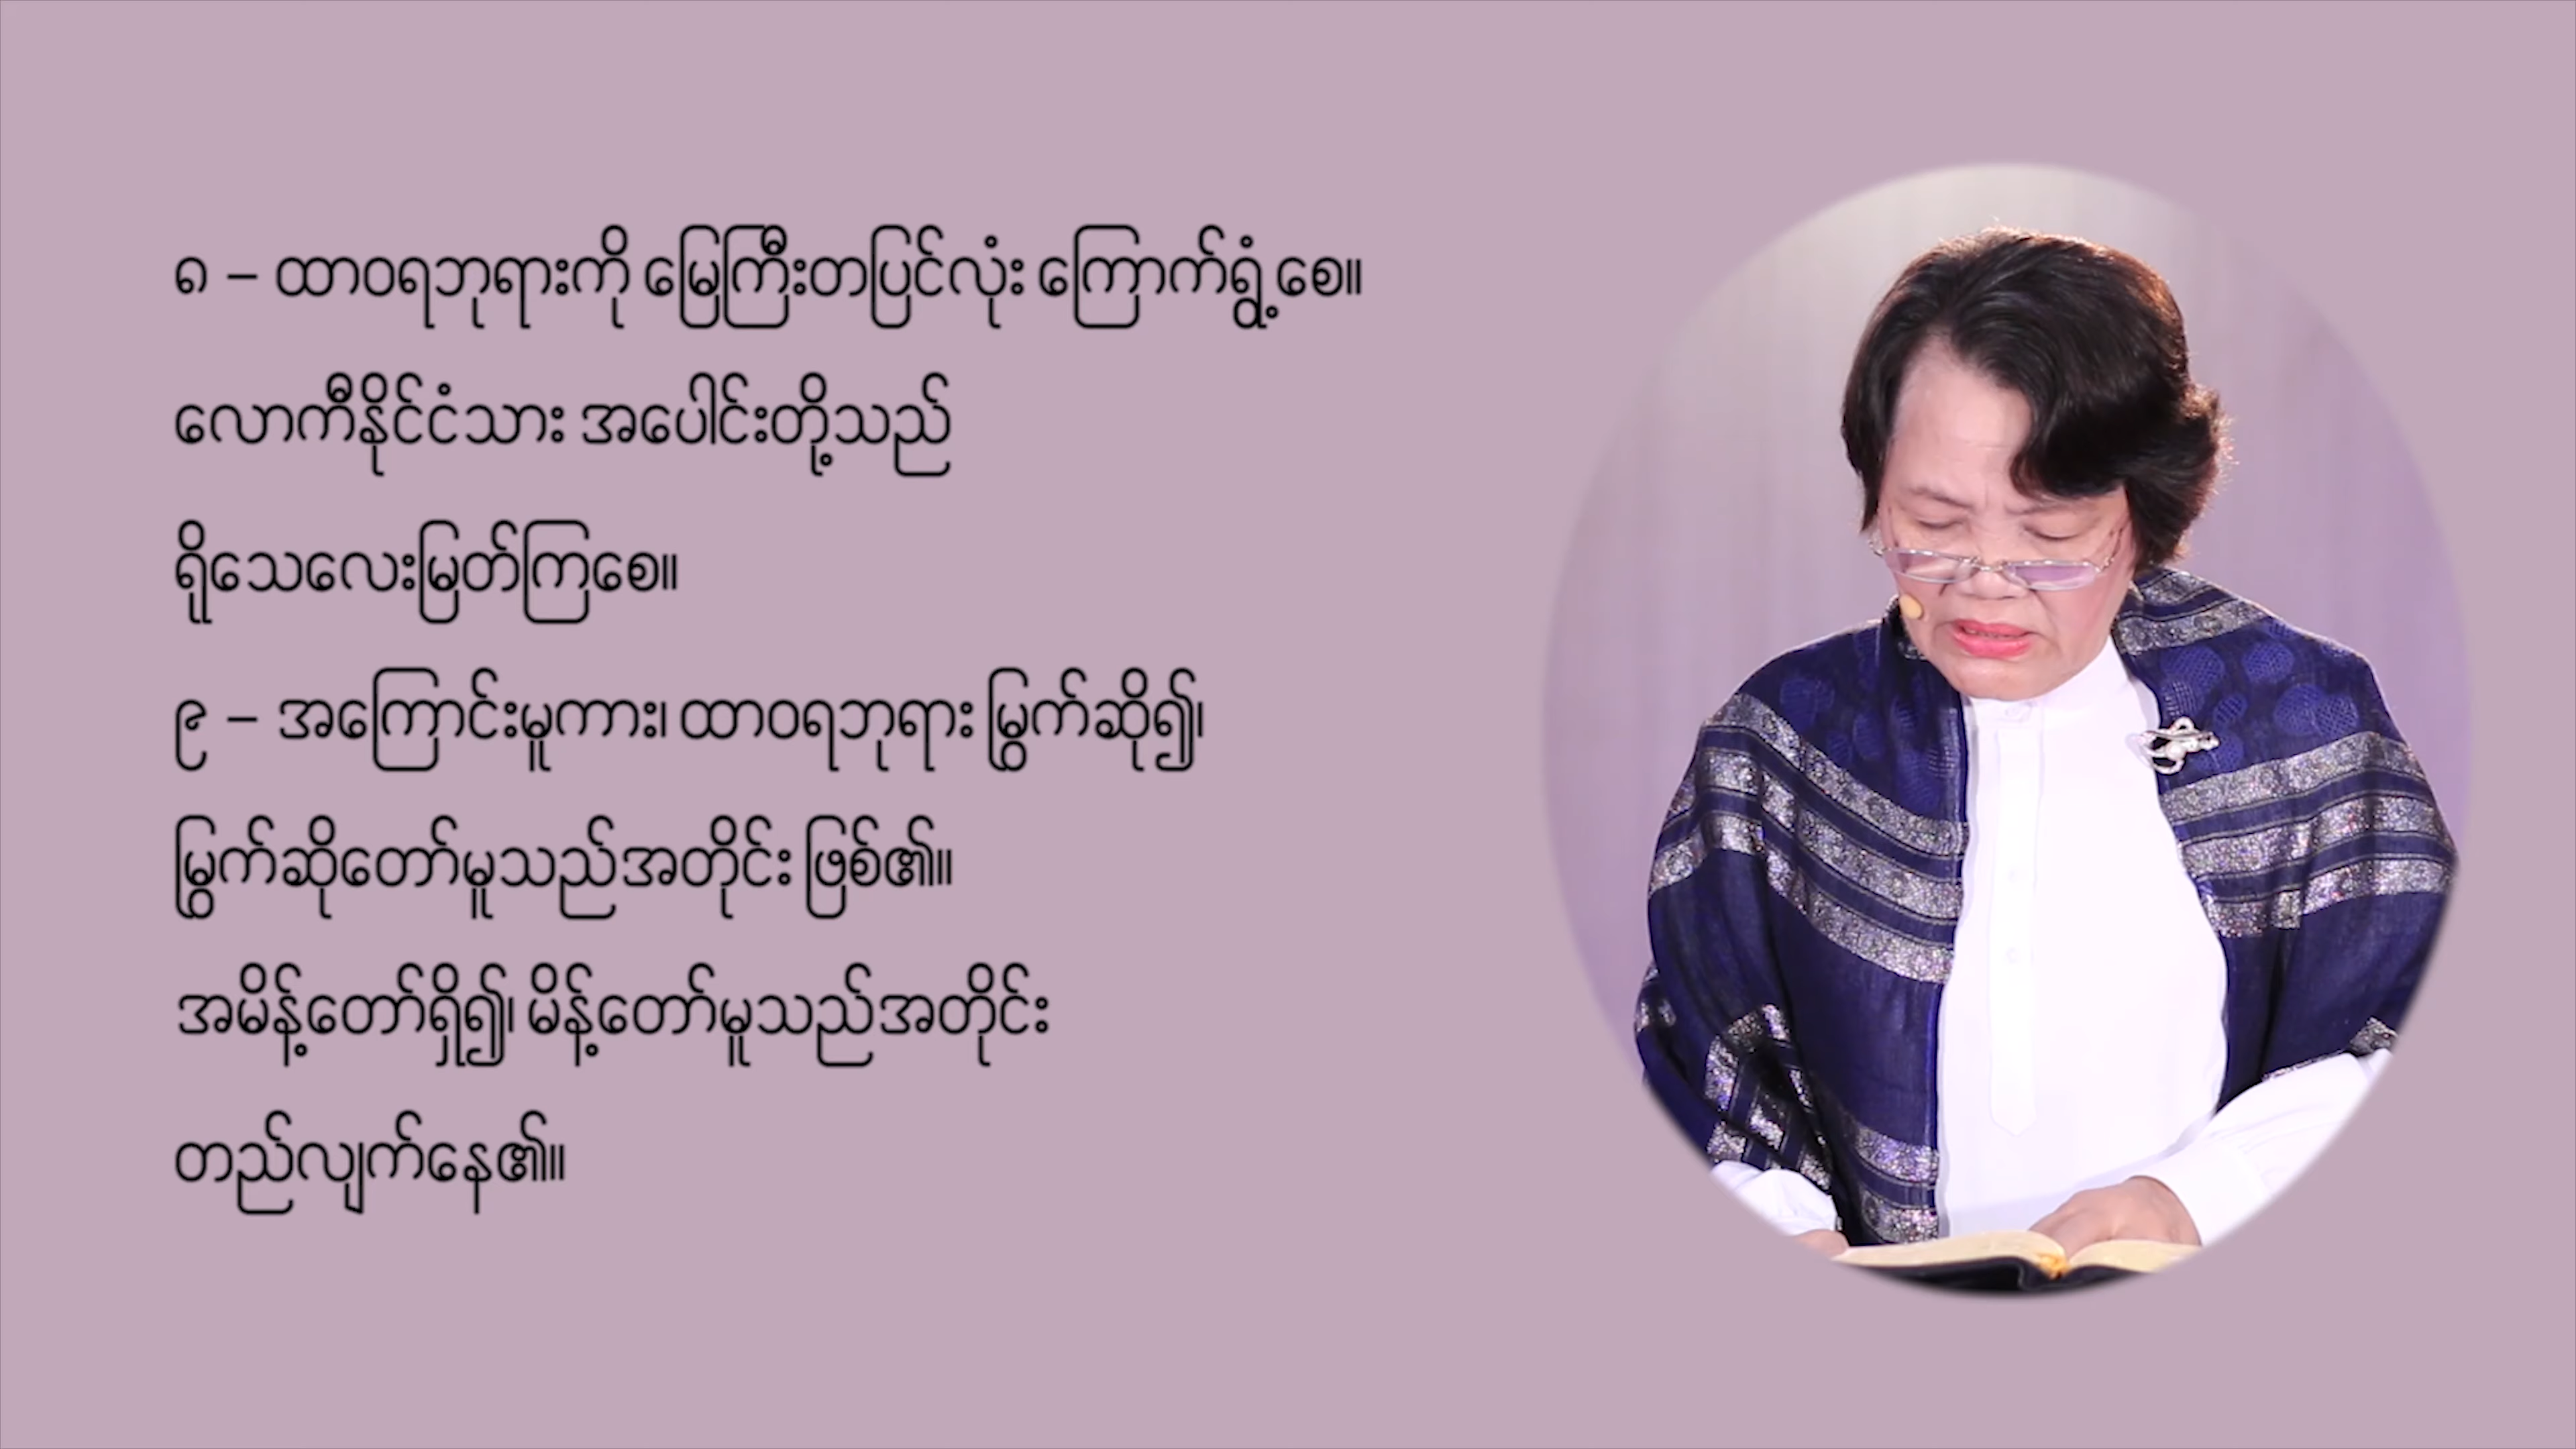 ၈ – ထာဝရဘုရားကို မြေကြီးတပြင်လုံး ကြောက်ရွံ့စေ။
လောကီနိုင်ငံသား အပေါင်းတို့သည်
ရိုသေလေးမြတ်ကြစေ။
၉ – အကြောင်းမူကား၊ ထာဝရဘုရား မြွက်ဆို၍၊
မြွက်ဆိုတော်မူသည်အတိုင်း ဖြစ်၏။
အမိန့်တော်ရှိ၍၊ မိန့်တော်မူသည်အတိုင်း
တည်လျက်နေ၏။